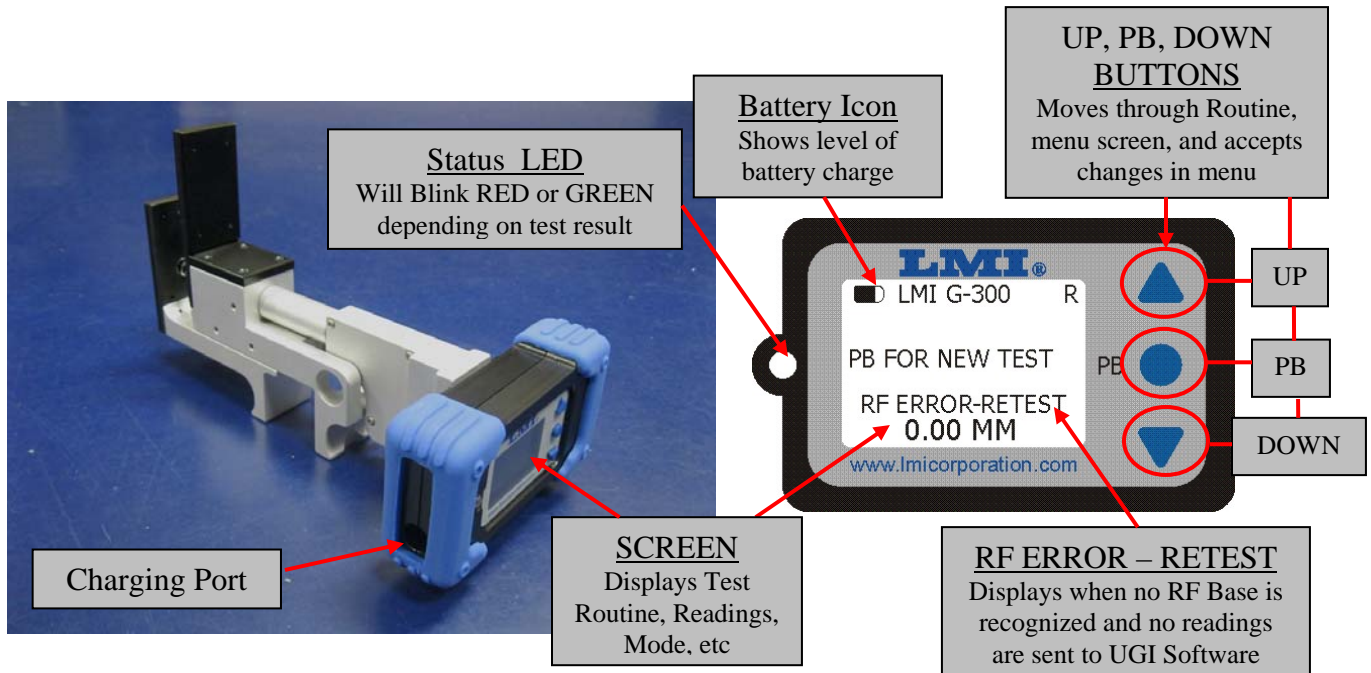 UP, PB, DOWN
BUTTONS
Moves through Routine,
menu screen, and accepts
changes in menu
Battery Icon
Shows level of
battery charge
Status LED
Will Blink RED or GREEN
depending on test result
LMI®
LMI G-300 R
PB FOR NEW TEST
RF ERROR-RETEST
0.00 MM
www.lmicorporation.com
PB
UP
PB
DOWN
Charging Port
SCREEN
Displays Test
Routine, Readings,
Mode, etc
RF ERROR – RETEST
Displays when no RF Base is
recognized and no readings
are sent to UGI Software